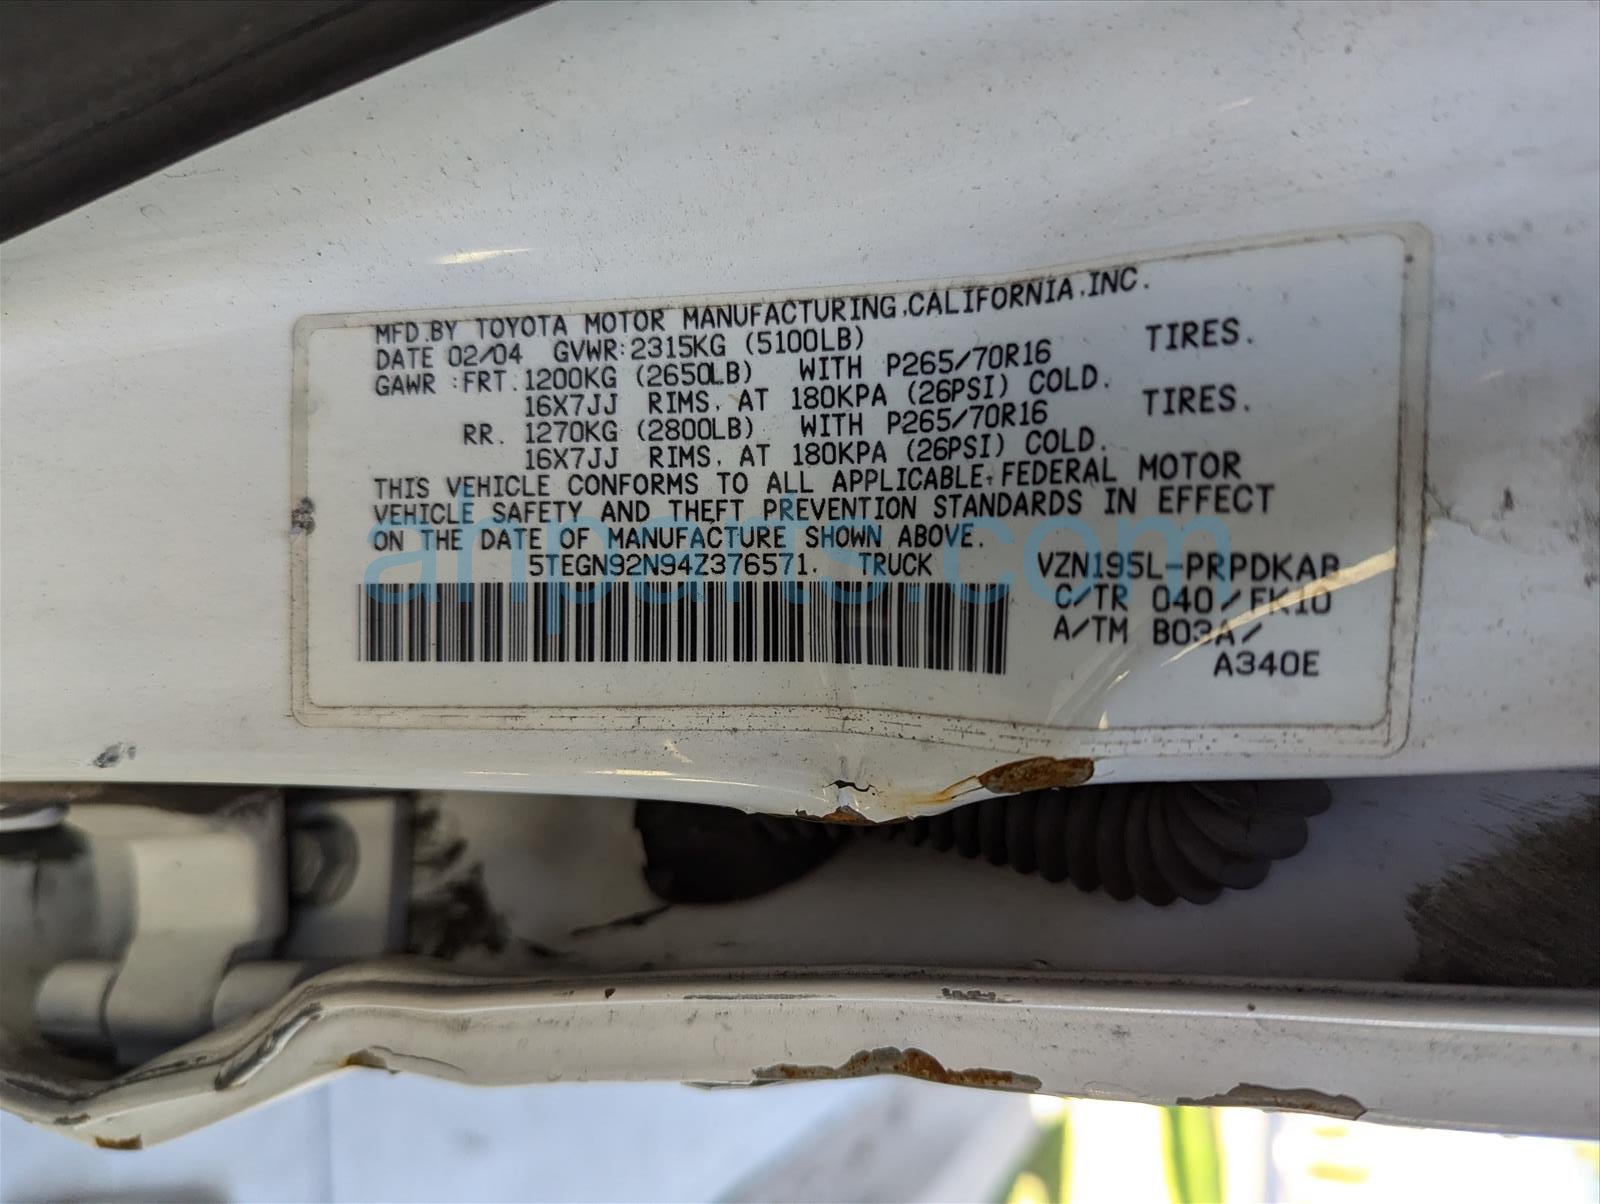 MFD.BY TOYOTA MOTOR MANUFACTURING,CALIFORNIA,INC.
DATE 02/04 GVWR:2315KG (5100LB)
GAWR :FRT. 1200KG (2650LB) WITH P265/70R16 TIRES.
16X7JJ RIMS, AT 180KPA (26PSI) COLD.
RR. 1270KG (2800LB) WITH P265/70R16 TIRES.
16X7JJ RIMS, AT 180KPA (26PSI) COLD.
THIS VEHICLE CONFORMS TO ALL APPLICABLE FEDERAL MOTOR
VEHICLE SAFETY AND THEFT PREVENTION STANDARDS IN EFFECT
ON THE DATE OF MANUFACTURE SHOWN ABOVE.
5TEGN92N94Z376571. TRUCK VZN195L-PRPDKAB
C/TR 040/FK10
A/TM B03A/
A340E
ahparts.com